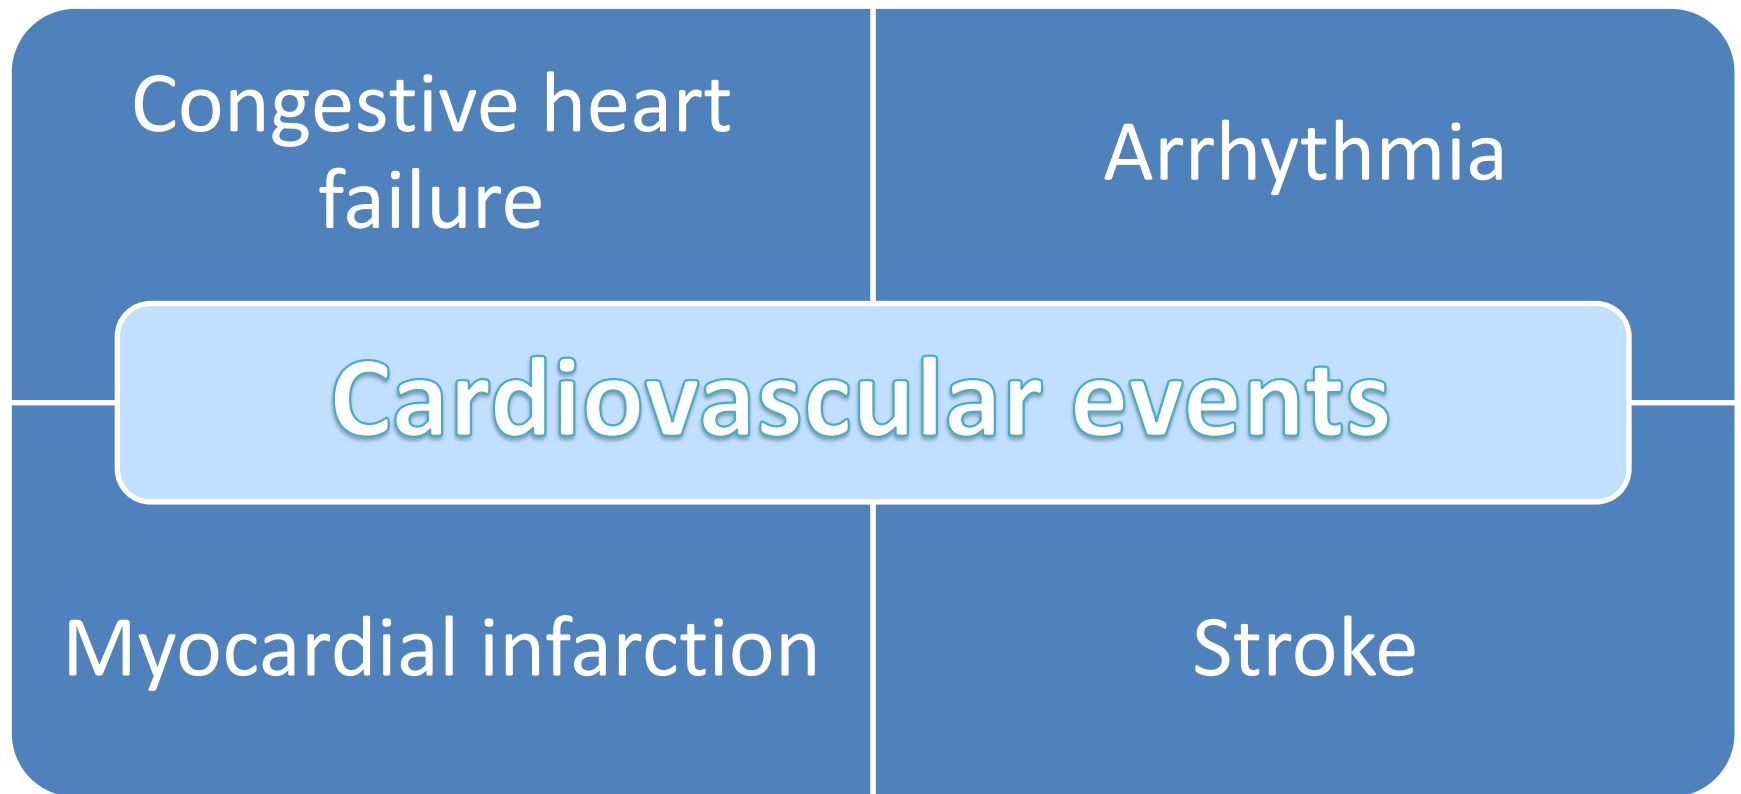 Congestive heart
failure
Arrhythmia
Cardiovascular events
Myocardial infarction
Stroke